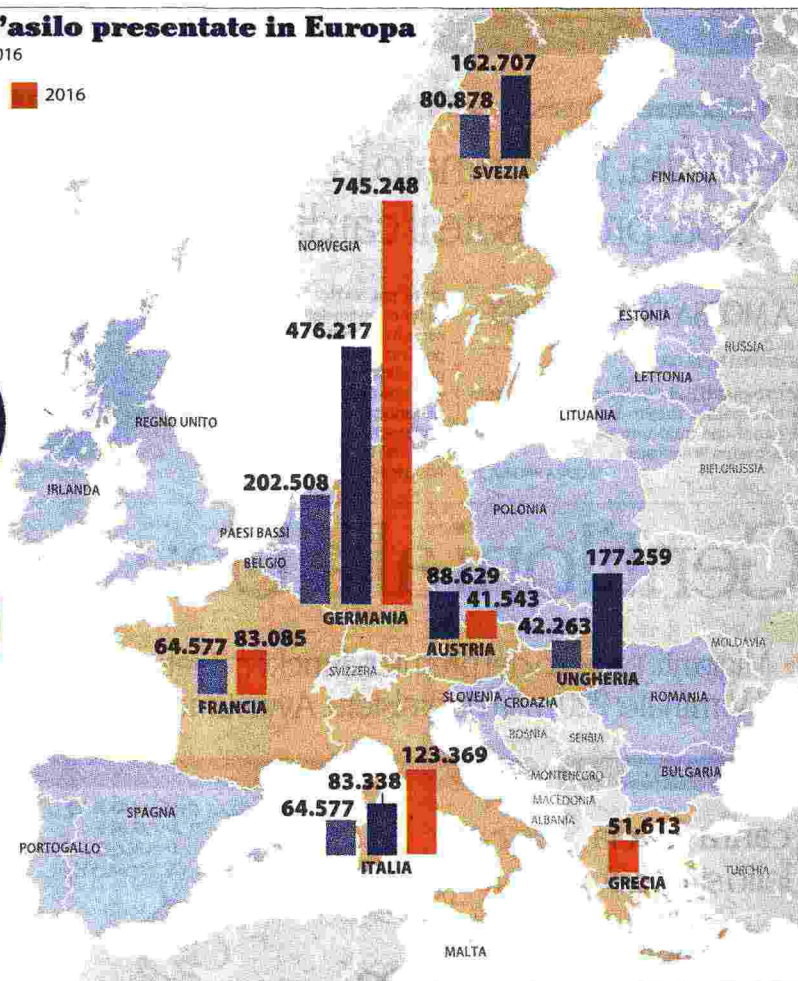 'asilo presentate in Europa
016
2016
162.707
80.878
SVEZIA
FINLANDIA
745.248
NORVEGIA
476.217
ESTONIA
RUSSIA
LETTONIA
LITUANIA
REGNO UNITO
BIELORUSSIA
IRLANDA
202.508
POLONIA
PAESI BASSI
BELGIO
177.259
88.629
41.543
GERMANIA
42.263
AUSTRIA
MOLDAVIA
64.577
83.085
SVIZZERA
UNGHERIA
FRANCIA
SLOVENIA
CROAZIA
ROMANIA
BOSNIA
SERBIA
123.369
MONTENEGRO
BULGARIA
83.338
MACEDONIA
64.577
SPAGNA
ALBANIA
51.613
PORTOGALLO
ITALIA
TURCHIA
GRECIA
MALTA